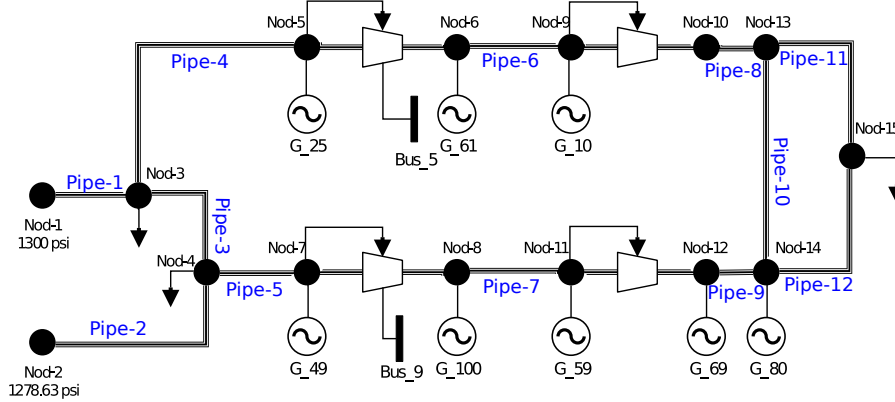 Nod-5
Nod-6
Nod-9
Nod-10
Nod-13
Pipe-4
Pipe-6
Pipe-8
Pipe-11
G_25
Bus_5
G_61
G_10
Nod-15
Pipe-1
Nod-3
Pipe-10
Nod-1
1300 psi
Pipe-3
Nod-4
Nod-7
Nod-8
Nod-11
Nod-12
Nod-14
Pipe-5
Pipe-7
Pipe-9
Pipe-12
Pipe-2
Nod-2
1278.63 psi
G_49
Bus_9
G_100
G_59
G_69
G_80